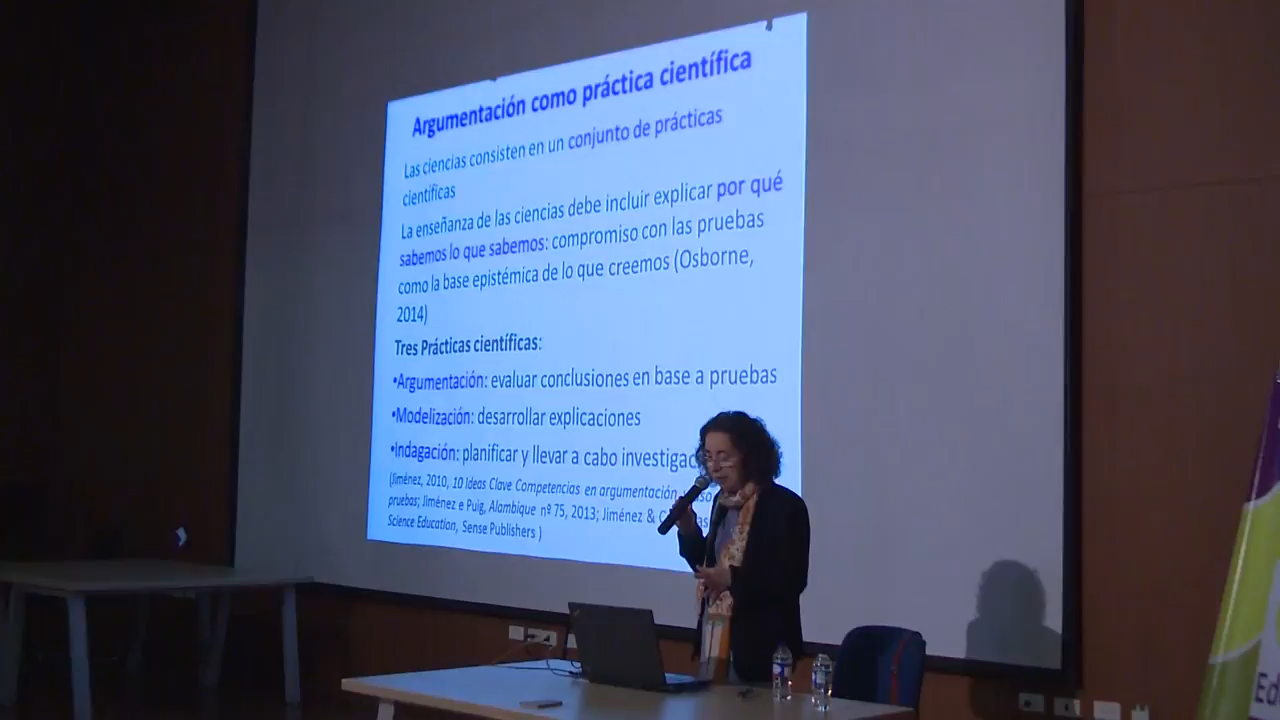 Argumentación como práctica científica
Las ciencias consisten en un conjunto de prácticas
científicas
La enseñanza de las ciencias debe incluir explicar por qué
sabemos lo que sabemos: compromiso con las pruebas
como la base epistémica de lo que creemos (Osborne,
2014)
Tres Prácticas científicas:
•Argumentación: evaluar conclusiones en base a pruebas
•Modelización: desarrollar explicaciones
•Indagación: planificar y llevar a cabo
(Jiménez, 2010, 10 Ideas Clave Competencias en argumentación
pruebas; Jiménez e Puig, Alambique nº 75, 2013; Jiménez &
Science Education, Sense Publishers )